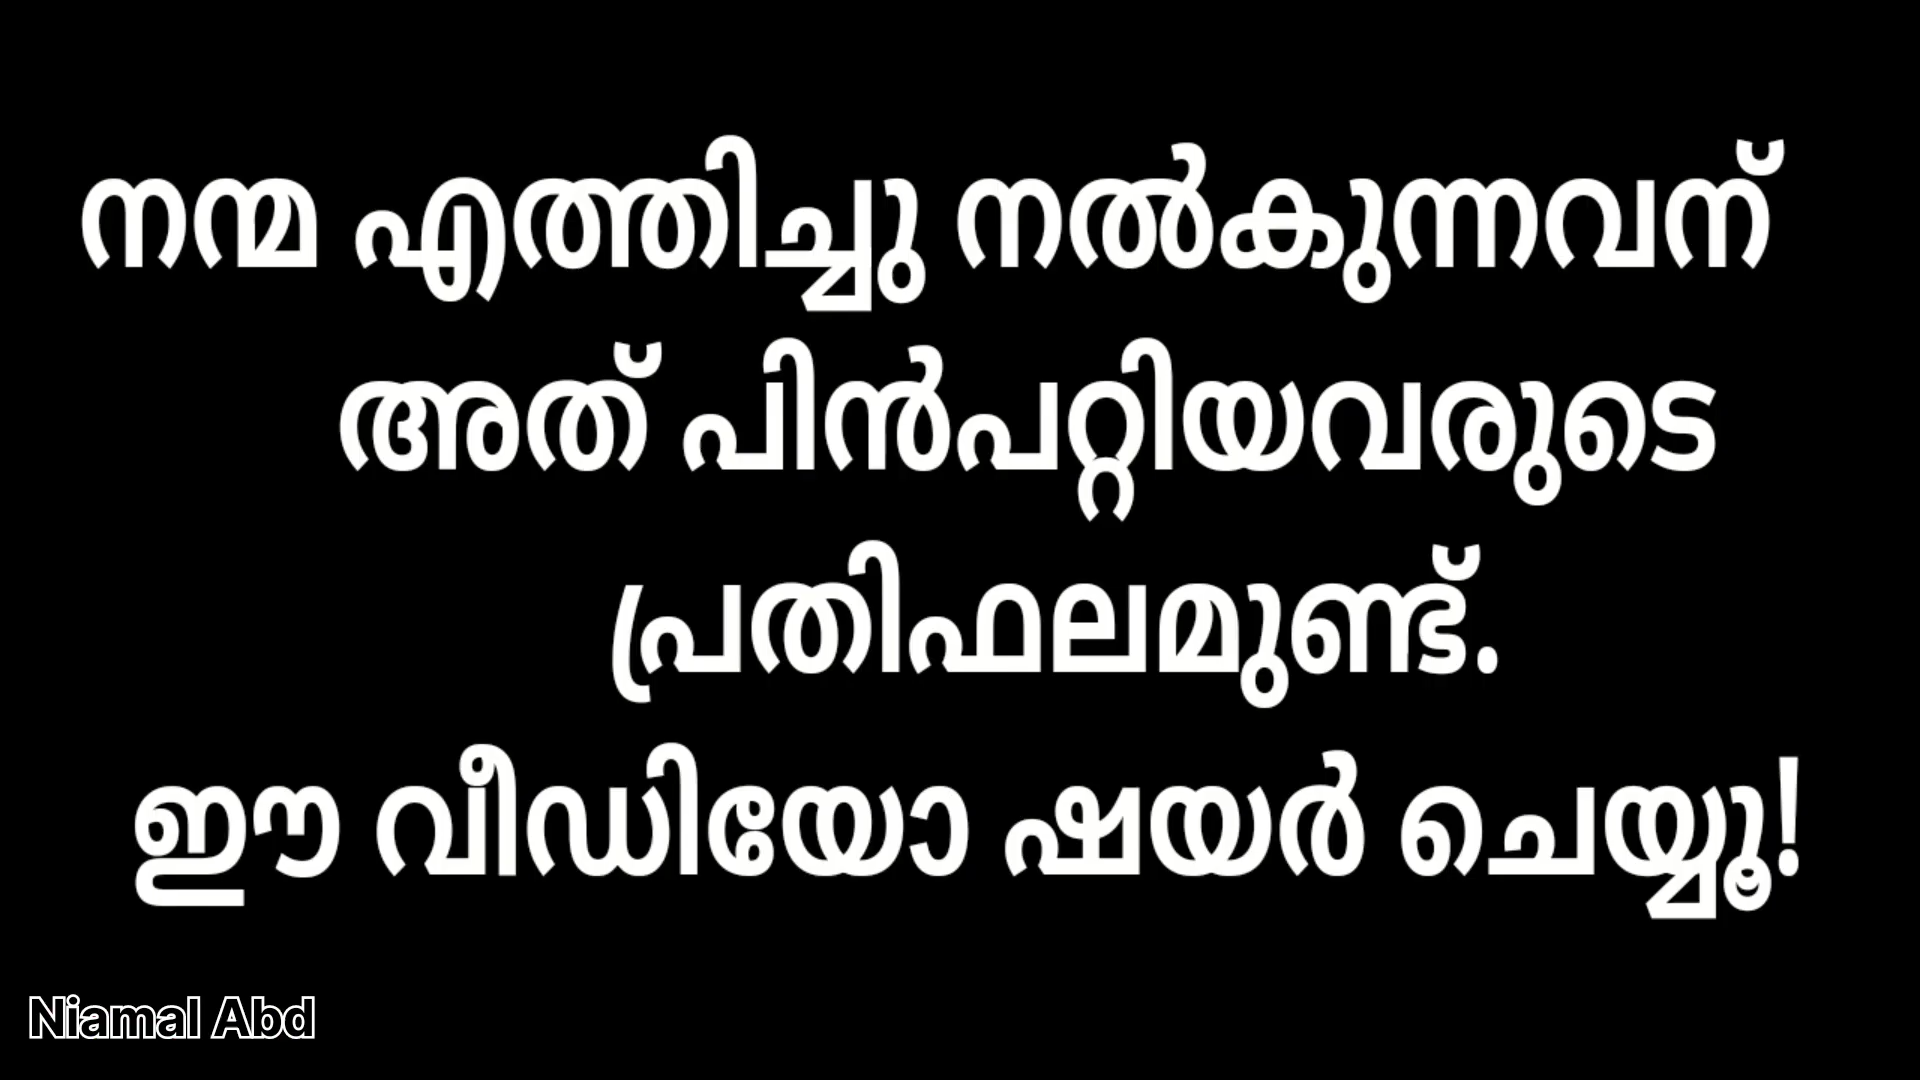 നന്മ എത്തിച്ചു നൽകുന്നവന്
അത് പിൻപറ്റിയവരുടെ
പ്രതിഫലമുണ്ട്.
ഈ വീഡിയോ ഷയർ ചെയ്യൂ!
Niamal Abd